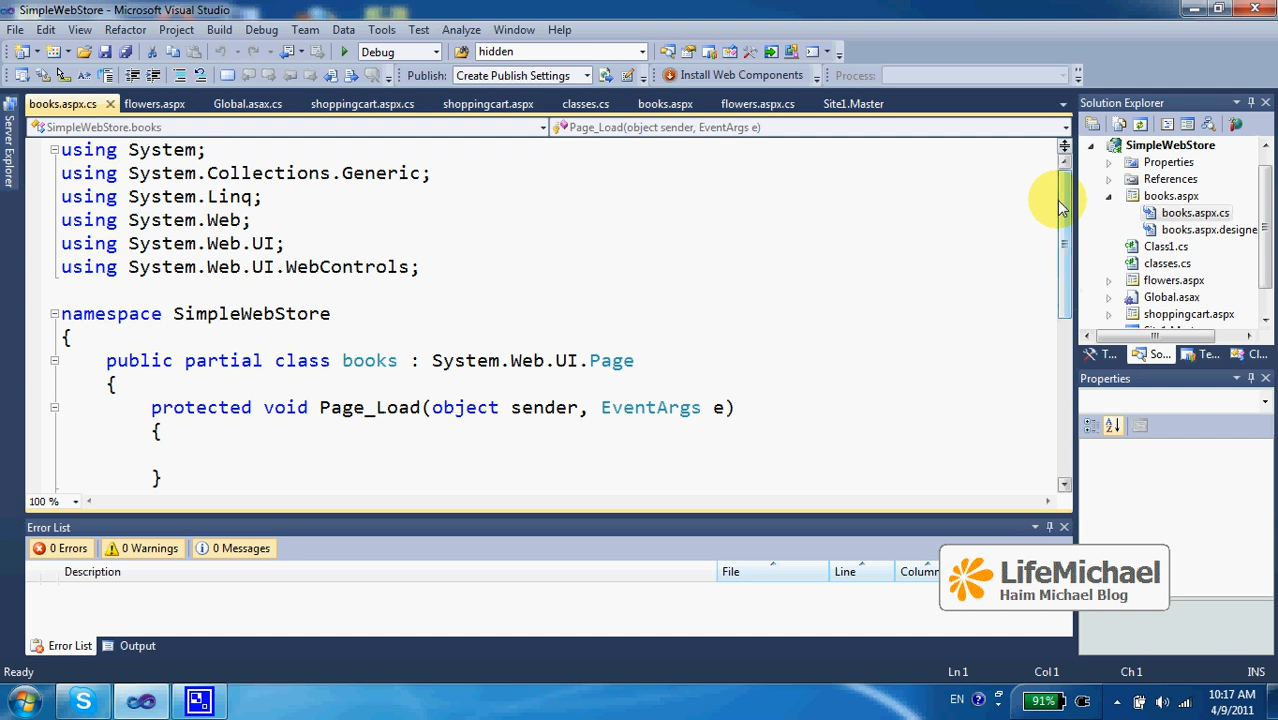 SimpleWebStore - Microsoft Visual Studio
File Edit View Refactor Project Build Debug Team Data Tools Test Analyze Window Help
Debug hidden
Publish: Create Publish Settings Install Web Components Process:
books.aspx.cs flowers.aspx Global.asax.cs shoppingcart.aspx.cs shoppingcart.aspx classes.cs books.aspx flowers.aspx.cs Site1.Master
Server Explorer
SimpleWebStore.books Page_Load(object sender, EventArgs e)
using System;
using System.Collections.Generic;
using System.Linq;
using System.Web;
using System.Web.UI;
using System.Web.UI.WebControls;
namespace SimpleWebStore
{
public partial class books : System.Web.UI.Page
{
protected void Page_Load(object sender, EventArgs e)
{
}
100 %
Solution Explorer
SimpleWebStore
Properties
References
books.aspx
books.aspx.cs
books.aspx.designe
Class1.cs
classes.cs
flowers.aspx
Global.asax
shoppingcart.aspx
T... So... Te... Cl...
Properties
Error List
0 Errors 0 Warnings 0 Messages
Description File Line Column
LifeMichael
Haim Michael Blog
Error List Output
Ready Ln 1 Col 1 Ch 1 INS
EN 91% 10:17 AM
4/9/2011